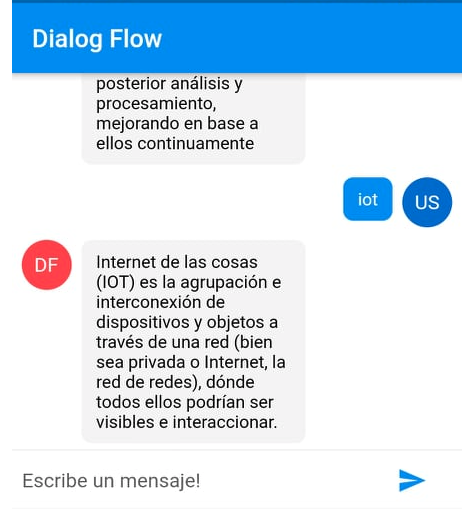 Dialog Flow
posterior análisis y
procesamiento,
mejorando en base a
ellos continuamente
iot
US
DF
Internet de las cosas
(IOT) es la agrupación e
interconexión de
dispositivos y objetos a
través de una red (bien
sea privada o Internet, la
red de redes), dónde
todos ellos podrían ser
visibles e interaccionar.
Escribe un mensaje!